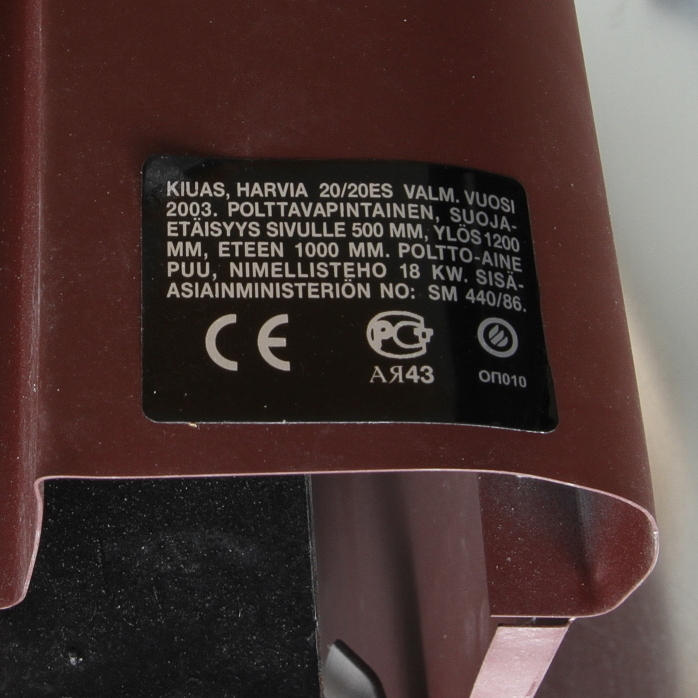 KIUAS, HARVIA 20/20ES VALM. VUOSI
2003. POLTTAVAPINTAINEN, SUOJA-
ETÄISYYS SIVULLE 500 MM, YLÖS 1200
MM, ETEEN 1000 MM. POLTTO-AINE
PUU, NIMELLISTEHO 18 KW. SISÄ-
ASIAINMINISTERIÖN NO: SM 440/86.
CE PCT
АЯ43 ОП010